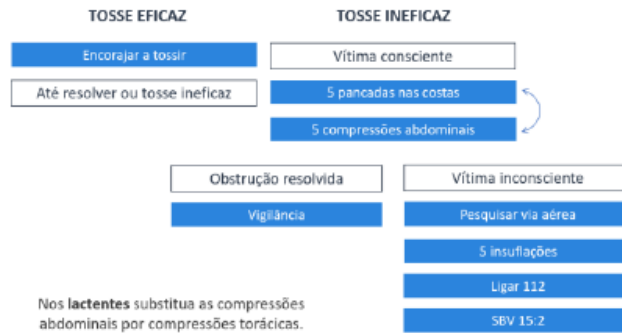 TOSSE EFICAZ
Encorajar a tossir
Até resolver ou tosse ineficaz
TOSSE INEFICAZ
Vítima consciente
5 pancadas nas costas
5 compressões abdominais
Obstrução resolvida
Vigilância
Vítima inconsciente
Pesquisar via aérea
5 insuflações
Ligar 112
SBV 15:2
Nos lactentes substitua as compressões
abdominais por compressões torácicas.